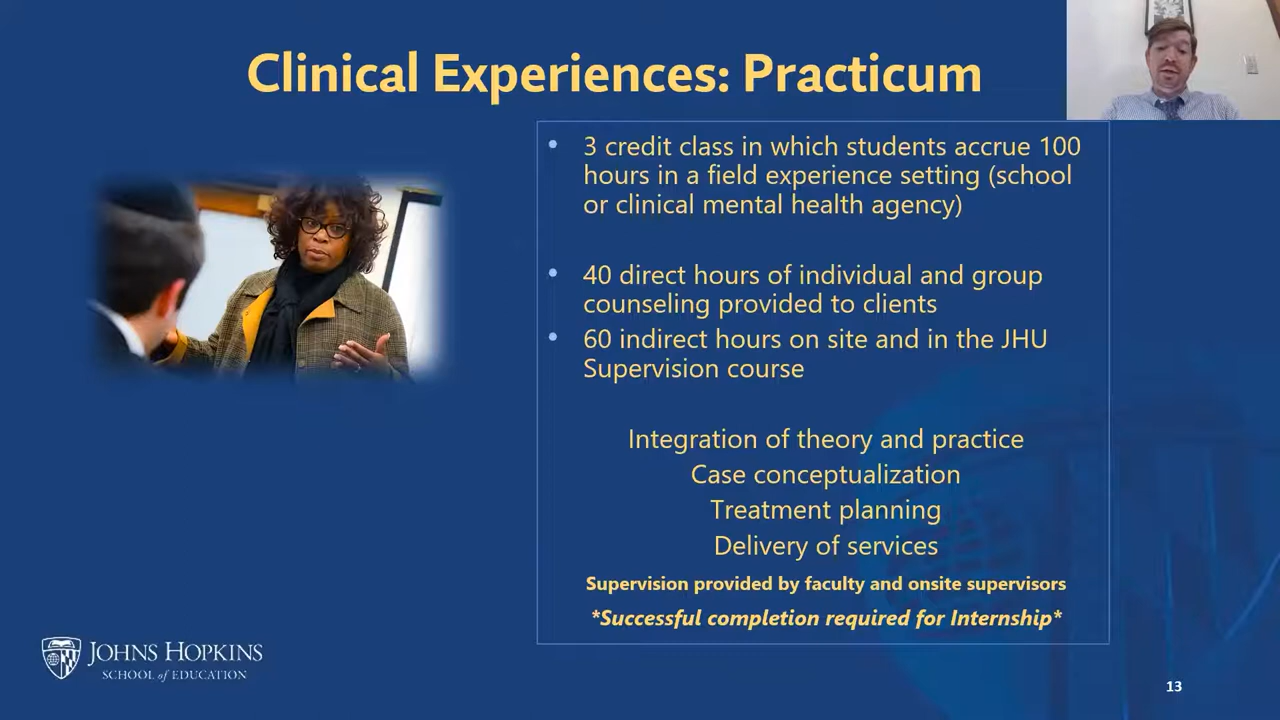 Clinical Experiences: Practicum
• 3 credit class in which students accrue 100
hours in a field experience setting (school
or clinical mental health agency)
• 40 direct hours of individual and group
counseling provided to clients
• 60 indirect hours on site and in the JHU
Supervision course
Integration of theory and practice
Case conceptualization
Treatment planning
Delivery of services
Supervision provided by faculty and onsite supervisors
*Successful completion required for Internship*
JOHNS HOPKINS
SCHOOL of EDUCATION
13